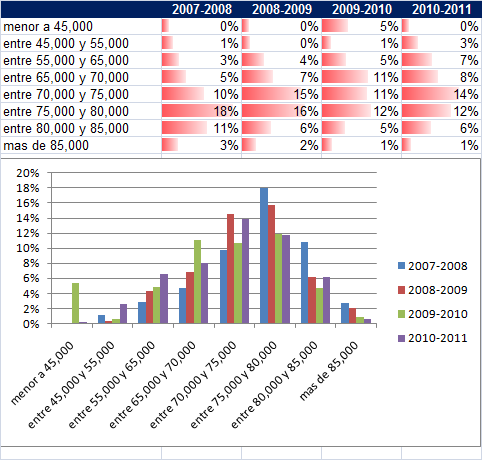 2007-2008 2008-2009 2009-2010 2010-2011
menor a 45,000 0% 0% 5% 0%
entre 45,000 y 55,000 1% 0% 1% 3%
entre 55,000 y 65,000 3% 4% 5% 7%
entre 65,000 y 70,000 5% 7% 11% 8%
entre 70,000 y 75,000 10% 15% 11% 14%
entre 75,000 y 80,000 18% 16% 12% 12%
entre 80,000 y 85,000 11% 6% 5% 6%
mas de 85,000 3% 2% 1% 1%
20%
18%
16%
14%
12%
10%
8%
6%
4%
2%
0%
menor a 45,000
entre 45,000 y 55,000
entre 55,000 y 65,000
entre 65,000 y 70,000
entre 70,000 y 75,000
entre 75,000 y 80,000
entre 80,000 y 85,000
mas de 85,000
2007-2008
2008-2009
2009-2010
2010-2011